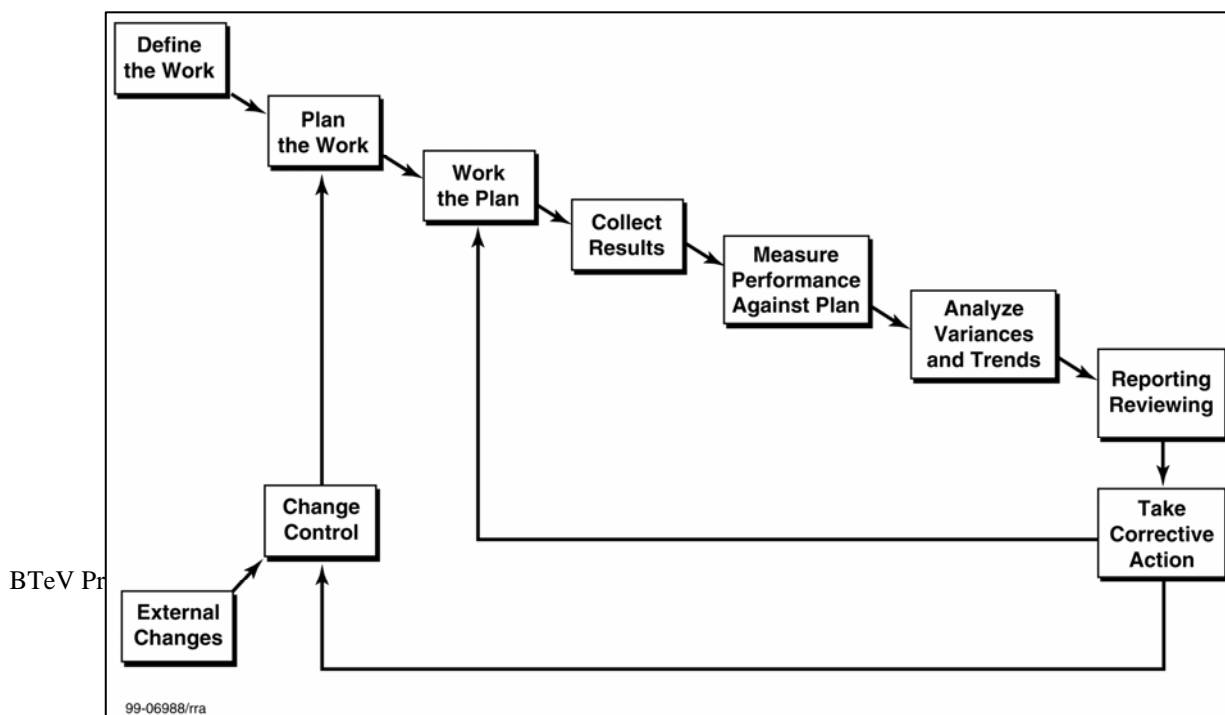 Define
the Work
Plan
the Work
Work
the Plan
Collect
Results
Measure
Performance
Against Plan
Analyze
Variances
and Trends
Reporting
Reviewing
Take
Corrective
Action
Change
Control
External
Changes
BTeV Pr
99-06988/rra